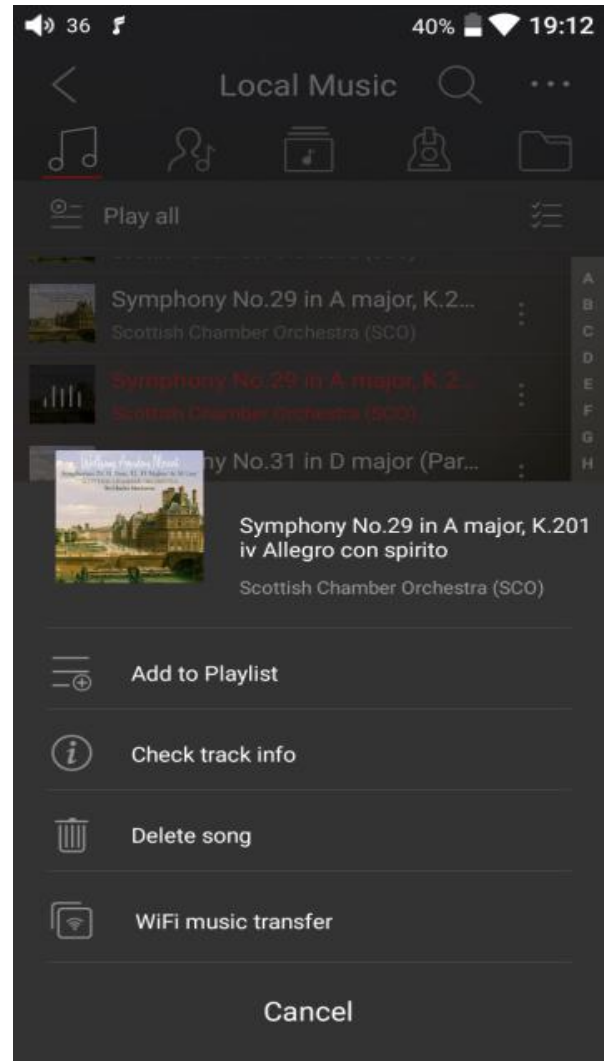 36
40%
19:12
Local Music
Play all
Symphony No.29 in A major, K.2...
Scottish Chamber Orchestra (SCO)
Symphony No.29 in A major, K.2...
Scottish Chamber Orchestra (SCO)
A
B
C
D
E
F
G
H
ny No.31 in D major (Par...
Symphony No.29 in A major, K.201
iv Allegro con spirito
Scottish Chamber Orchestra (SCO)
Add to Playlist
Check track info
Delete song
WiFi music transfer
Cancel